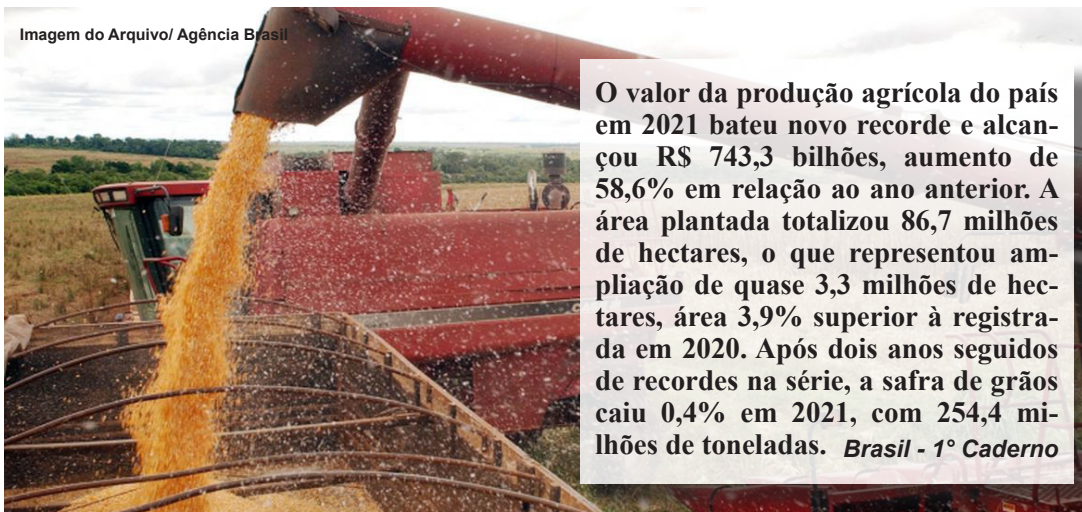 Imagem do Arquivo/ Agência Brasil
O valor da produção agrícola do país
em 2021 bateu novo recorde e alcan-
çou R$ 743,3 bilhões, aumento de
58,6% em relação ao ano anterior. A
área plantada totalizou 86,7 milhões
de hectares, o que representou am-
pliação de quase 3,3 milhões de hec-
tares, área 3,9% superior à registra-
da em 2020. Após dois anos seguidos
de recordes na série, a safra de grãos
caiu 0,4% em 2021, com 254,4 mi-
lhões de toneladas. Brasil - 1° Caderno